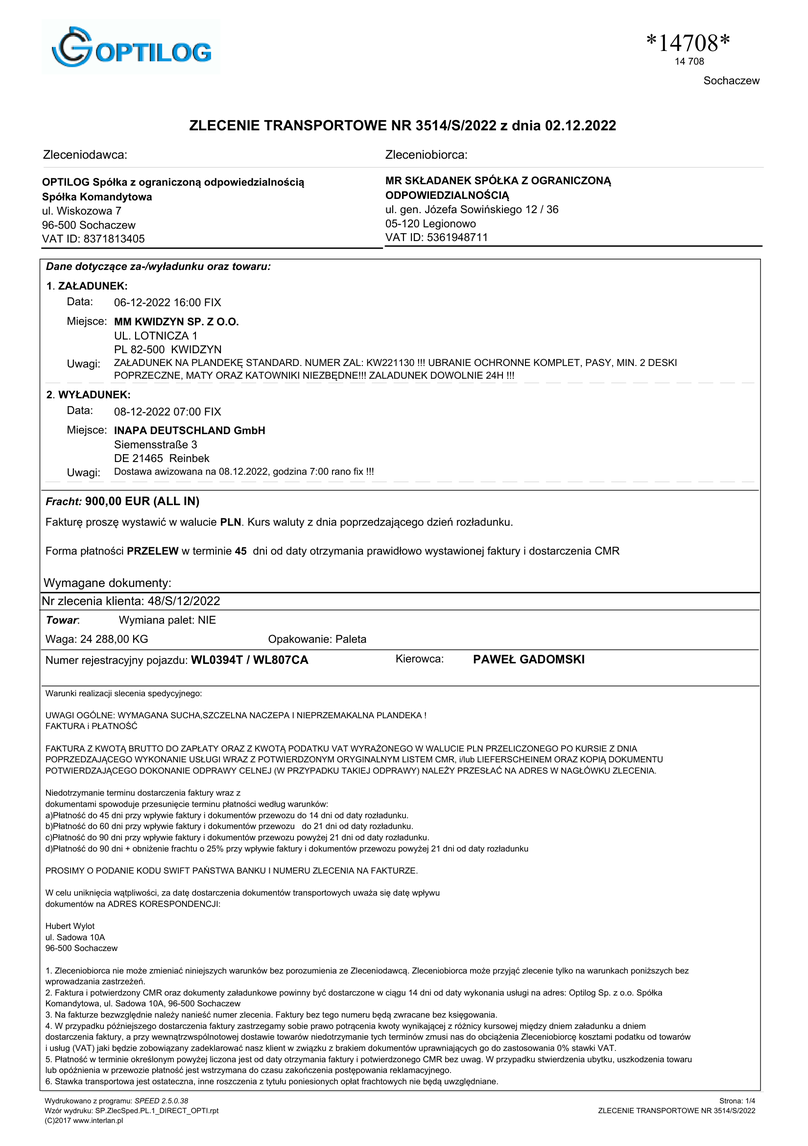 OPTILOG
*14708*
14 708
Sochaczew
ZLECENIE TRANSPORTOWE NR 3514/S/2022 z dnia 02.12.2022
Zleceniodawca:
Zleceniobiorca:
OPTILOG Spółka z ograniczoną odpowiedzialnością
Spółka Komandytowa
ul. Wiskozowa 7
96-500 Sochaczew
VAT ID: 8371813405
MR SKŁADANEK SPÓŁKA Z OGRANICZONĄ
ODPOWIEDZIALNOŚCIĄ
ul. gen. Józefa Sowińskiego 12 / 36
05-120 Legionowo
VAT ID: 5361948711
Dane dotyczące za-/wyładunku oraz towaru:
1. ZAŁADUNEK:
Data: 06-12-2022 16:00 FIX
Miejsce: MM KWIDZYN SP. Z O.O.
UL. LOTNICZA 1
PL 82-500 KWIDZYN
Uwagi: ZAŁADUNEK NA PLANDEKĘ STANDARD. NUMER ZAL: KW221130 !!! UBRANIE OCHRONNE KOMPLET, PASY, MIN. 2 DESKI
POPRZECZNE, MATY ORAZ KATOWNIKI NIEZBĘDNE!!! ZALADUNEK DOWOLNIE 24H !!!
2. WYŁADUNEK:
Data: 08-12-2022 07:00 FIX
Miejsce: INAPA DEUTSCHLAND GmbH
Siemensstraße 3
DE 21465 Reinbek
Uwagi: Dostawa awizowana na 08.12.2022, godzina 7:00 rano fix !!!
Fracht: 900,00 EUR (ALL IN)
Fakturę proszę wystawić w walucie PLN. Kurs waluty z dnia poprzedzającego dzień rozładunku.
Forma płatności PRZELEW w terminie 45 dni od daty otrzymania prawidłowo wystawionej faktury i dostarczenia CMR
Wymagane dokumenty:
Nr zlecenia klienta: 48/S/12/2022
Towar: Wymiana palet: NIE
Waga: 24 288,00 KG Opakowanie: Paleta
Numer rejestracyjny pojazdu: WL0394T / WL807CA Kierowca: PAWEŁ GADOMSKI
Warunki realizacji slecenia spedycyjnego:
UWAGI OGÓLNE: WYMAGANA SUCHA,SZCZELNA NACZEPA I NIEPRZEMAKALNA PLANDEKA !
FAKTURA i PŁATNOŚĆ
FAKTURA Z KWOTĄ BRUTTO DO ZAPŁATY ORAZ Z KWOTĄ PODATKU VAT WYRAŻONEGO W WALUCIE PLN PRZELICZONEGO PO KURSIE Z DNIA
POPRZEDZAJĄCEGO WYKONANIE USŁUGI WRAZ Z POTWIERDZONYM ORYGINALNYM LISTEM CMR, i/lub LIEFERSCHEINEM ORAZ KOPIĄ DOKUMENTU
POTWIERDZAJĄCEGO DOKONANIE ODPRAWY CELNEJ (W PRZYPADKU TAKIEJ ODPRAWY) NALEŻY PRZESŁAĆ NA ADRES W NAGŁÓWKU ZLECENIA.
Niedotrzymanie terminu dostarczenia faktury wraz z
dokumentami spowoduje przesunięcie terminu płatności według warunków:
a)Płatność do 45 dni przy wpływie faktury i dokumentów przewozu do 14 dni od daty rozładunku.
b)Płatność do 60 dni przy wpływie faktury i dokumentów przewozu do 21 dni od daty rozładunku.
c)Płatność do 90 dni przy wpływie faktury i dokumentów przewozu powyżej 21 dni od daty rozładunku.
d)Płatność do 90 dni + obniżenie frachtu o 25% przy wpływie faktury i dokumentów przewozu powyżej 21 dni od daty rozładunku
PROSIMY O PODANIE KODU SWIFT PAŃSTWA BANKU I NUMERU ZLECENIA NA FAKTURZE.
W celu uniknięcia wątpliwości, za datę dostarczenia dokumentów transportowych uważa się datę wpływu
dokumentów na ADRES KORESPONDENCJI:
Hubert Wylot
ul. Sadowa 10A
96-500 Sochaczew
1. Zleceniobiorca nie może zmieniać niniejszych warunków bez porozumienia ze Zleceniodawcą. Zleceniobiorca może przyjąć zlecenie tylko na warunkach poniższych bez
wprowadzania zastrzeżeń.
2. Faktura i potwierdzony CMR oraz dokumenty załadunkowe powinny być dostarczone w ciągu 14 dni od daty wykonania usługi na adres: Optilog Sp. z o.o. Spółka
Komandytowa, ul. Sadowa 10A, 96-500 Sochaczew
3. Na fakturze bezwzględnie należy nanieść numer zlecenia. Faktury bez tego numeru będą zwracane bez księgowania.
4. W przypadku późniejszego dostarczenia faktury zastrzegamy sobie prawo potrącenia kwoty wynikającej z różnicy kursowej między dniem załadunku a dniem
dostarczenia faktury, a przy wewnątrzwspólnotowej dostawie towarów niedotrzymanie tych terminów zmusi nas do obciążenia Zleceniobiorcę kosztami podatku od towarów
i usług (VAT) jaki będzie zobowiązany zadeklarować nasz klient w związku z brakiem dokumentów uprawniających go do zastosowania 0% stawki VAT.
5. Płatność w terminie określonym powyżej liczona jest od daty otrzymania faktury i potwierdzonego CMR bez uwag. W przypadku stwierdzenia ubytku, uszkodzenia towaru
lub opóźnienia w przewozie płatność jest wstrzymana do czasu zakończenia postępowania reklamacyjnego.
6. Stawka transportowa jest ostateczna, inne roszczenia z tytułu poniesionych opłat frachtowych nie będą uwzględniane.
Wydrukowano z programu: SPEED 2.5.0.38
Wzór wydruku: SP.ZlecSped.PL.1_DIRECT_OPTI.rpt
(C)2017 www.interlan.pl
Strona: 1/4
ZLECENIE TRANSPORTOWE NR 3514/S/2022